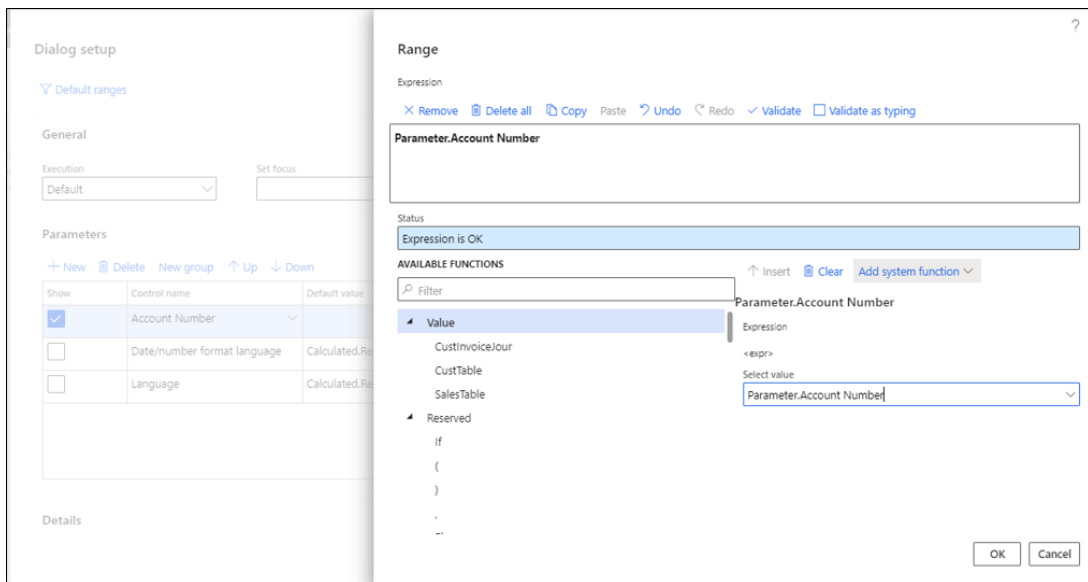 ?
Dialog setup
Default ranges
General
Execution
Set focus
Default
Parameters
New Delete New group Up Down
Show Control name Default value
Account Number
Date/number format language Calculated.Re
Language Calculated.Re
Details
Range
Expression
Remove Delete all Copy Paste Undo Redo Validate Validate as typing
Parameter.Account Number
Status
Expression is OK
AVAILABLE FUNCTIONS
Filter
Value
CustInvoiceJour
CustTable
SalesTable
Reserved
If
(
)
,
Insert Clear Add system function
Parameter.Account Number
Expression
<expr>
Select value
Parameter.Account Number
OK Cancel